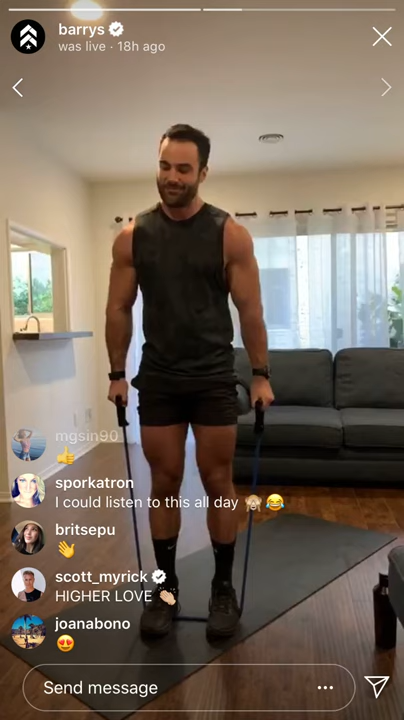 barrys
was live · 18h ago
mgsin90
👍
sporkatron
I could listen to this all day 🙈😂
britsepu
👋
scott_myrick
HIGHER LOVE 👏🏼
joanabono
😍
Send message